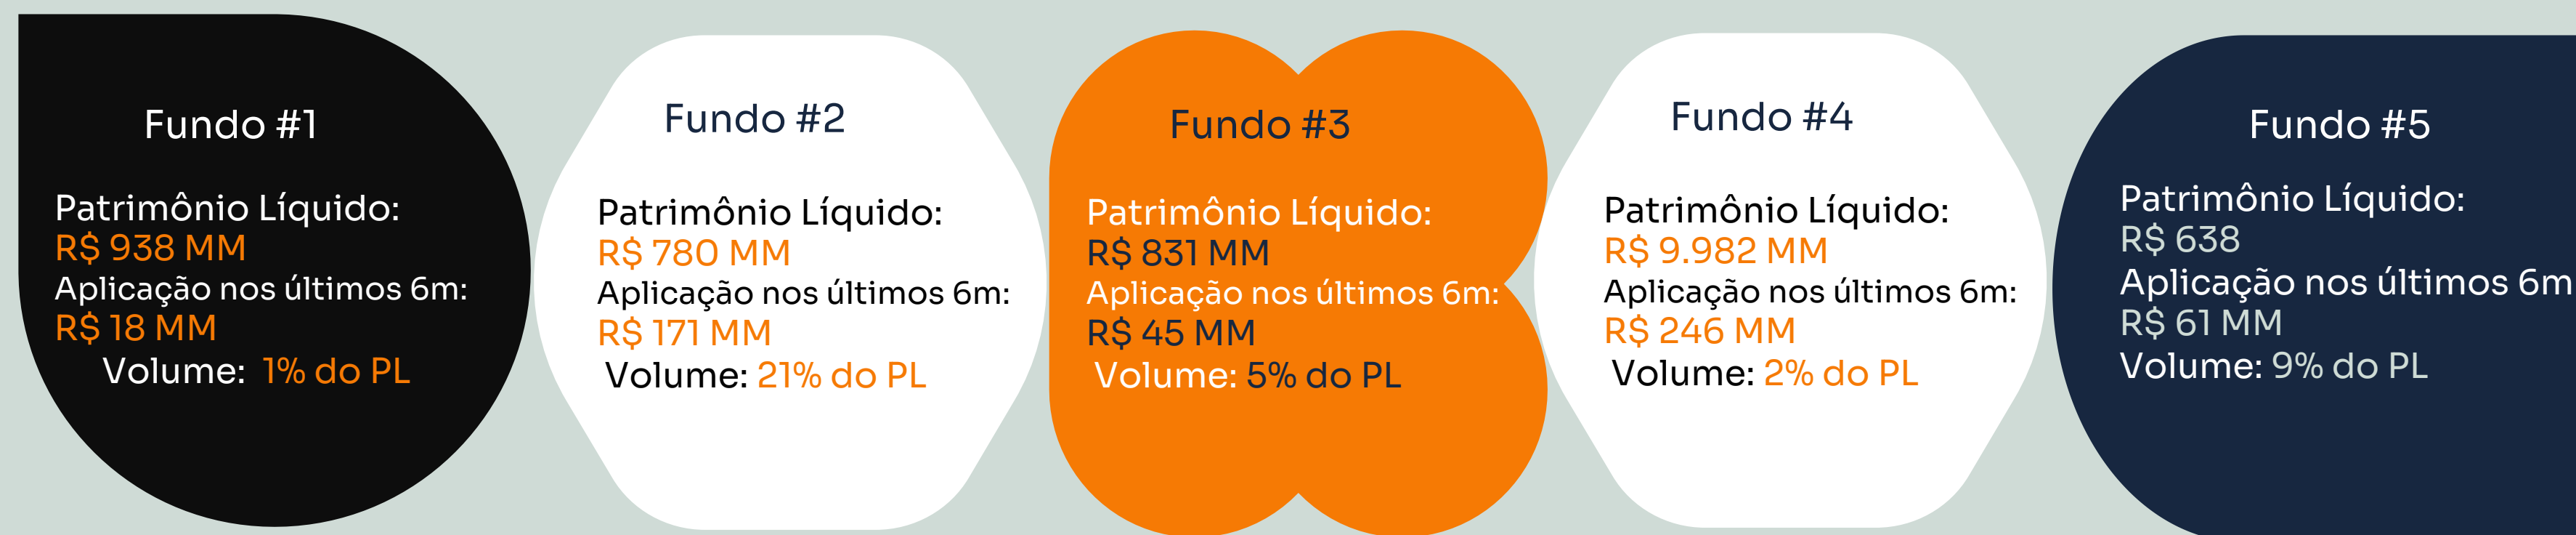 Fundo #1
Patrimônio Líquido:
R$ 938 MM
Aplicação nos últimos 6m:
R$ 18 MM
Volume: 1% do PL
Fundo #2
Patrimônio Líquido:
R$ 780 MM
Aplicação nos últimos 6m:
R$ 171 MM
Volume: 21% do PL
Fundo #3
Patrimônio Líquido:
R$ 831 MM
Aplicação nos últimos 6m:
R$ 45 MM
Volume: 5% do PL
Fundo #4
Patrimônio Líquido:
R$ 9.982 MM
Aplicação nos últimos 6m:
R$ 246 MM
Volume: 2% do PL
Fundo #5
Patrimônio Líquido:
R$ 638
Aplicação nos últimos 6m
R$ 61 MM
Volume: 9% do PL